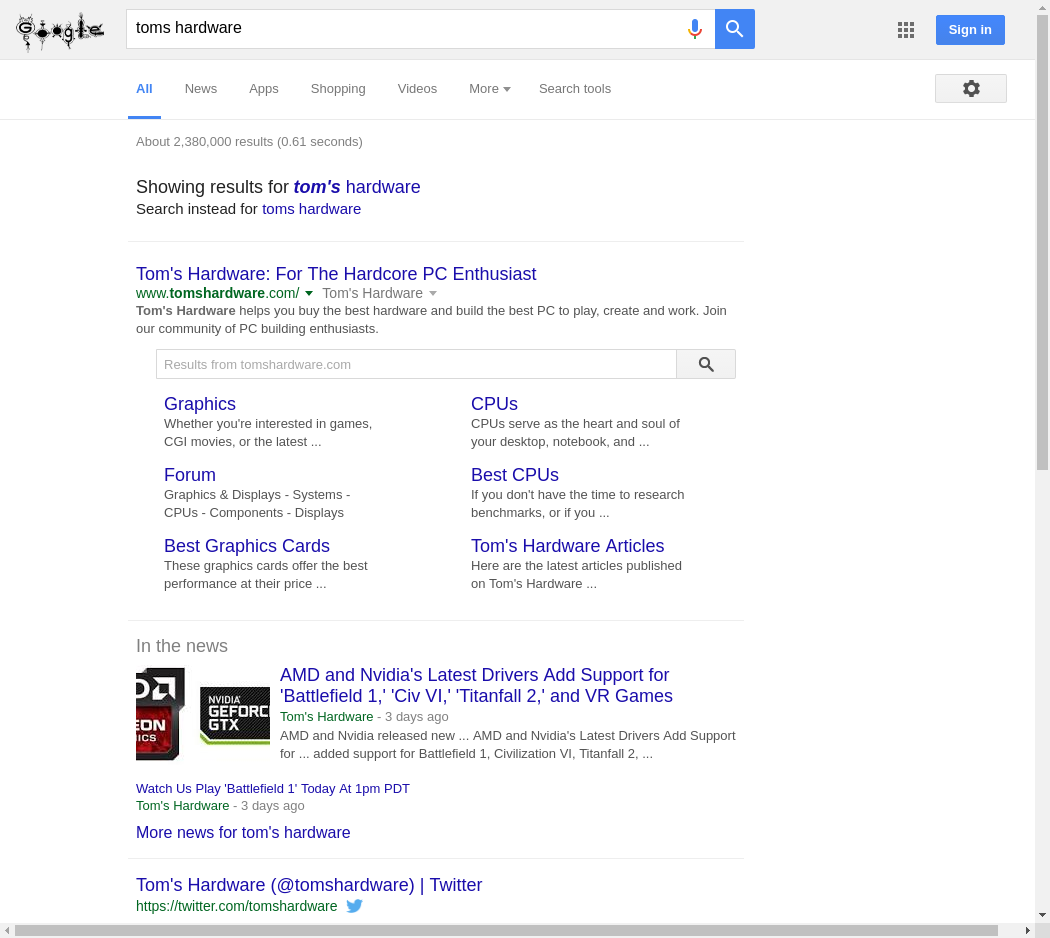 Google
toms hardware
Sign in
All News Apps Shopping Videos More Search tools
About 2,380,000 results (0.61 seconds)
Showing results for tom's hardware
Search instead for toms hardware
Tom's Hardware: For The Hardcore PC Enthusiast
www.tomshardware.com/ Tom's Hardware
Tom's Hardware helps you buy the best hardware and build the best PC to play, create and work. Join
our community of PC building enthusiasts.
Results from tomshardware.com
Graphics
Whether you're interested in games,
CGI movies, or the latest ...
CPUs
CPUs serve as the heart and soul of
your desktop, notebook, and ...
Forum
Graphics & Displays - Systems -
CPUs - Components - Displays
Best CPUs
If you don't have the time to research
benchmarks, or if you ...
Best Graphics Cards
These graphics cards offer the best
performance at their price ...
Tom's Hardware Articles
Here are the latest articles published
on Tom's Hardware ...
In the news
NVIDIA
GEFORC
GTX
AMD and Nvidia's Latest Drivers Add Support for
'Battlefield 1,' 'Civ VI,' 'Titanfall 2,' and VR Games
Tom's Hardware - 3 days ago
AMD and Nvidia released new ... AMD and Nvidia's Latest Drivers Add Support
for ... added support for Battlefield 1, Civilization VI, Titanfall 2, ...
Watch Us Play 'Battlefield 1' Today At 1pm PDT
Tom's Hardware - 3 days ago
More news for tom's hardware
Tom's Hardware (@tomshardware) | Twitter
https://twitter.com/tomshardware